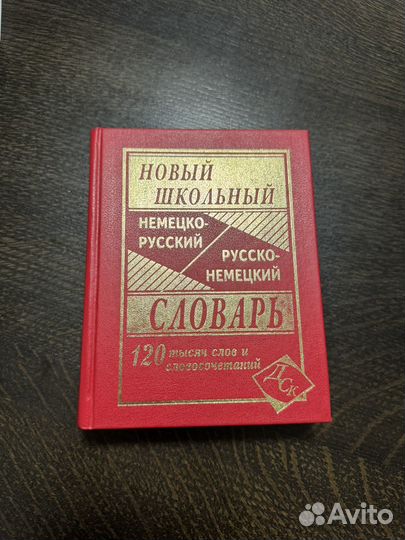 НОВЫЙ
ШКОЛЬНЫЙ
НЕМЕЦКО-
РУССКИЙ
РУССКО-
НЕМЕЦКИЙ
СЛОВАРЬ
120 тысяч слов и
словосочетаний
ДСК
Avito